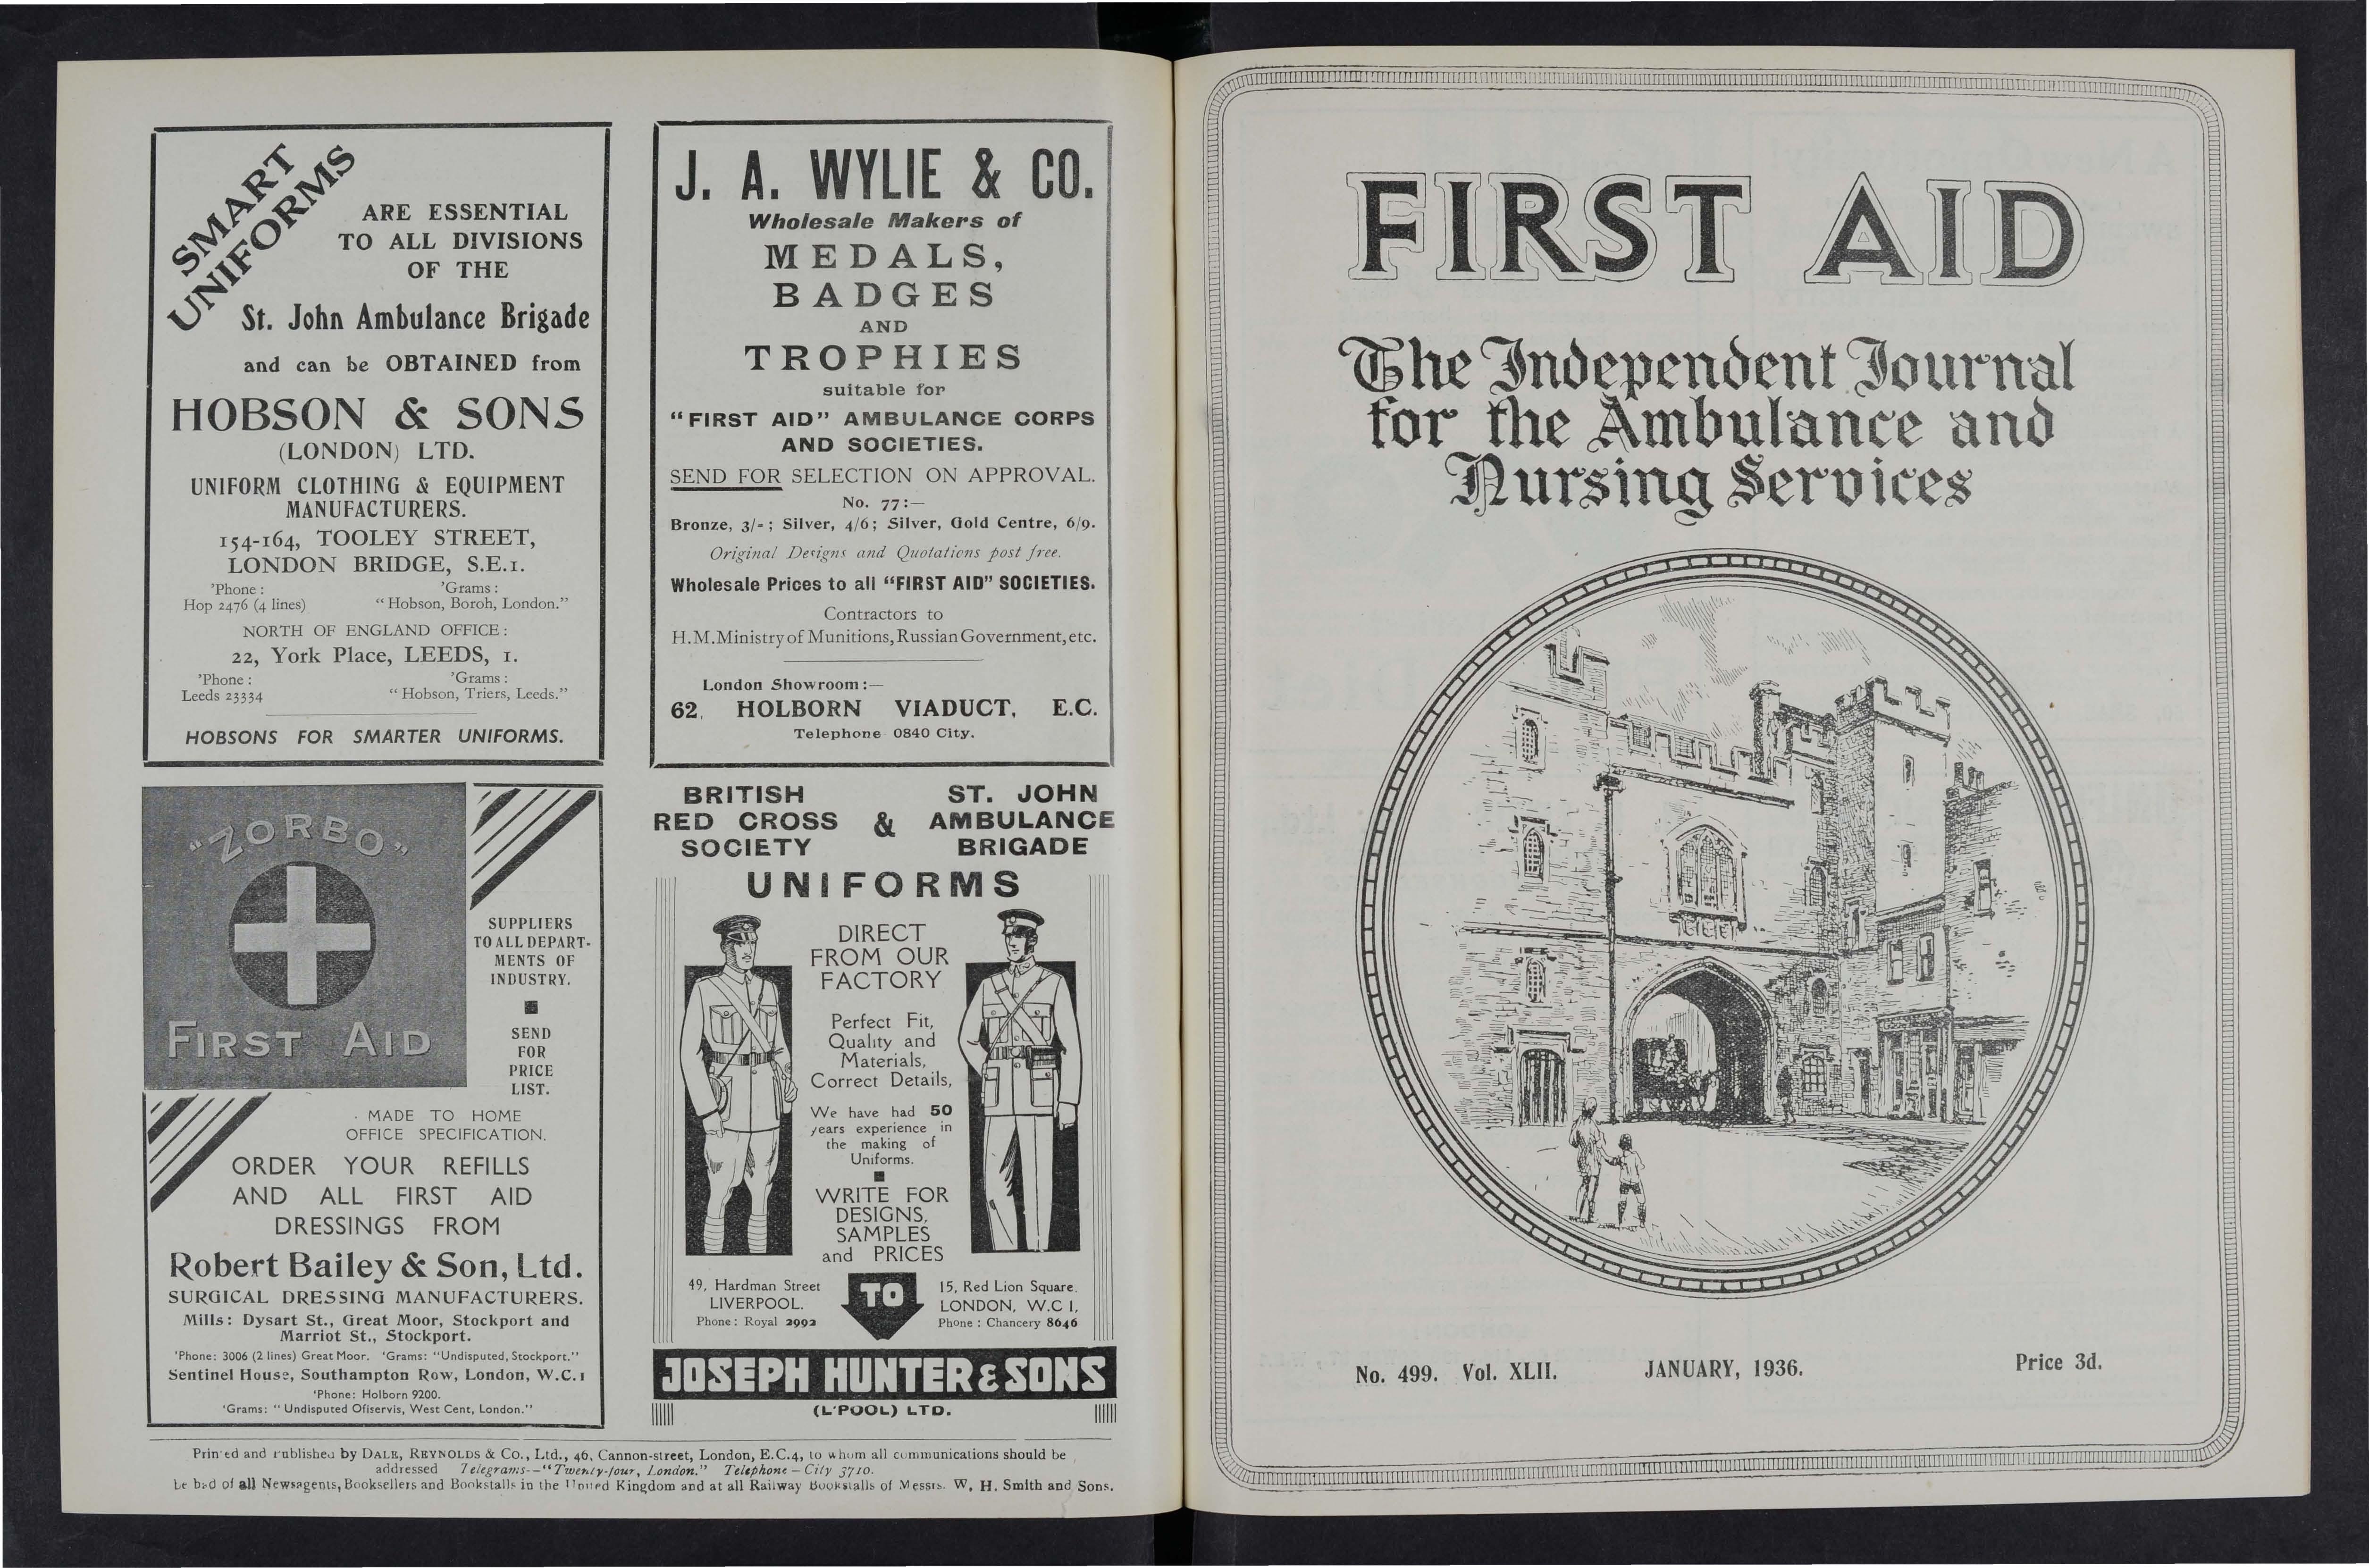 SMART
UNIFORMS
ARE ESSENTIAL
TO ALL DIVISIONS
OF THE
St. John Ambulance Brigade
and can be OBTAINED from
HOBSON & SONS
(LONDON) LTD.
UNIFORM CLOTHING & EQUIPMENT
MANUFACTURERS.
154-164, TOOLEY STREET,
LONDON BRIDGE, S.E.1.
'Phone : 'Grams :
Hop 2476 (4 lines) "Hobson, Boroh, London."
NORTH OF ENGLAND OFFICE:
22, York Place, LEEDS, 1.
'Phone : 'Grams :
Leeds 23334 "Hobson, Triers, Leeds."
HOBSONS FOR SMARTER UNIFORMS.
J. A. WYLIE & CO.
Wholesale Makers of
MEDALS,
BADGES
AND
TROPHIES
suitable for
"FIRST AID" AMBULANCE CORPS
AND SOCIETIES.
SEND FOR SELECTION ON APPROVAL.
No. 77:—
Bronze, 3/-; Silver, 4/6; Silver, Gold Centre, 6/9.
Original Designs and Quotations post free.
Wholesale Prices to all "FIRST AID" SOCIETIES.
Contractors to
H.M.Ministry of Munitions, Russian Government, etc.
London Showroom:—
62, HOLBORN VIADUCT, E.C.
Telephone 0840 City.
"ZORBO"
FIRST AID
SUPPLIERS
TO ALL DEPART-
MENTS OF
INDUSTRY.
SEND
FOR
PRICE
LIST.
MADE TO HOME
OFFICE SPECIFICATION.
ORDER YOUR REFILLS
AND ALL FIRST AID
DRESSINGS FROM
Robert Bailey & Son, Ltd.
SURGICAL DRESSING MANUFACTURERS.
Mills: Dysart St., Great Moor, Stockport and
Marriot St., Stockport.
'Phone: 3006 (2 lines) Great Moor. 'Grams: "Undisputed, Stockport."
Sentinel House, Southampton Row, London, W.C.1
'Phone: Holborn 9200.
'Grams: "Undisputed Ofiservis, West Cent, London."
BRITISH
RED CROSS
SOCIETY
&
ST. JOHN
AMBULANCE
BRIGADE
UNIFORMS
DIRECT
FROM OUR
FACTORY
Perfect Fit,
Quality and
Materials,
Correct Details,
We have had 50
years experience in
the making of
Uniforms.
WRITE FOR
DESIGNS,
SAMPLES
and PRICES
TO
49, Hardman Street
LIVERPOOL.
Phone: Royal 2992
15, Red Lion Square.
LONDON, W.C 1,
Phone : Chancery 8646
JOSEPH HUNTER & SONS
(L'POOL) LTD.
Printed and published by DALE, REYNOLDS & Co., Ltd., 46, Cannon-street, London, E.C.4, to whom all communications should be
addressed Telegrams--"Twenty-four, London." Telephone — City 3710.
be had of all Newsagents, Booksellers and Bookstalls in the United Kingdom and at all Railway Bookstalls of Messrs. W. H. Smith and Sons.
FIRST AID
The Independent Journal
for the Ambulance and
Nursing Services
No. 499. Vol. XLII. JANUARY, 1936. Price 3d.